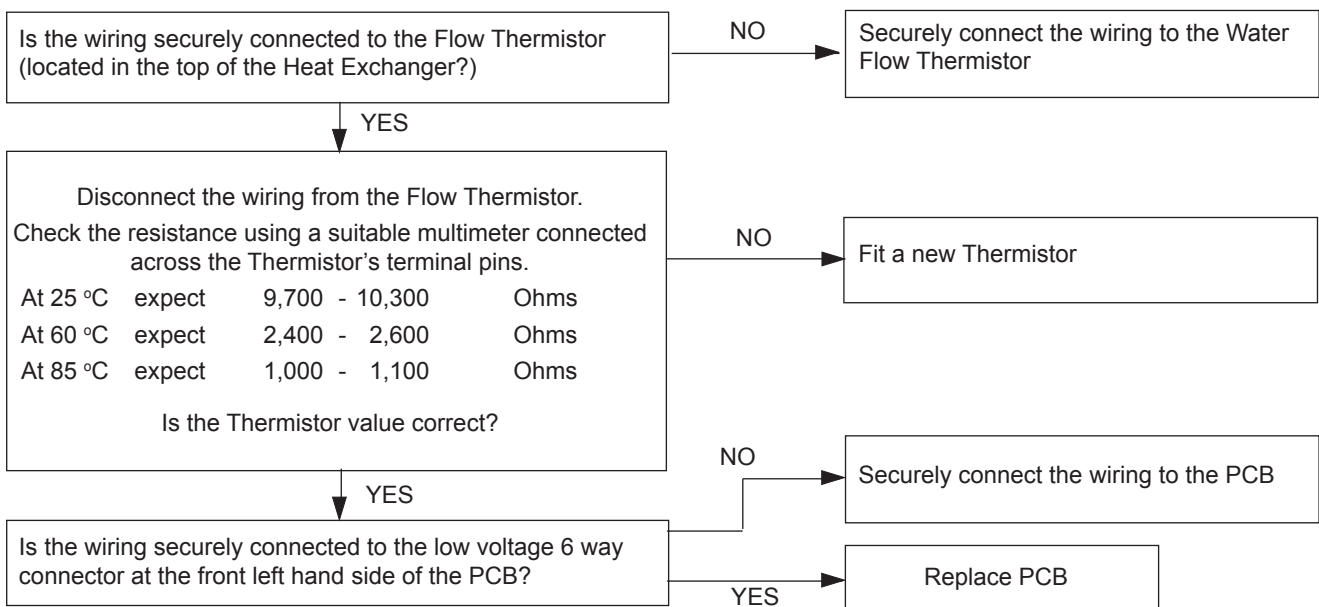 Is the wiring securely connected to the Flow Thermistor
(located in the top of the Heat Exchanger?)
NO
Securely connect the wiring to the Water
Flow Thermistor
YES
Disconnect the wiring from the Flow Thermistor.
Check the resistance using a suitable multimeter connected
across the Thermistor's terminal pins.
At 25 °C expect 9,700 - 10,300 Ohms
At 60 °C expect 2,400 - 2,600 Ohms
At 85 °C expect 1,000 - 1,100 Ohms
Is the Thermistor value correct?
NO
Fit a new Thermistor
YES
Is the wiring securely connected to the low voltage 6 way
connector at the front left hand side of the PCB?
NO
Securely connect the wiring to the PCB
YES
Replace PCB